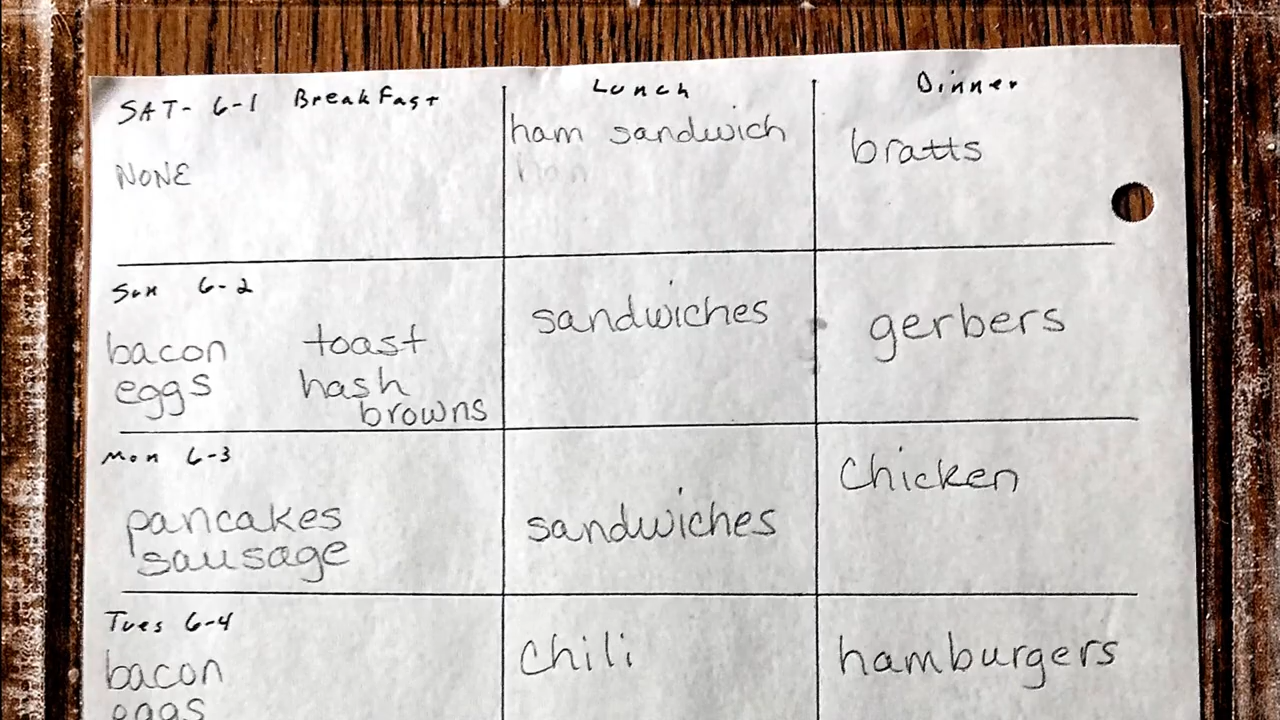 SAT- 6-1 BreakFast Lunch Dinner
ham sandwich
bratts
NONE
Sun 6-2
sandwiches
gerbers
bacon toast
eggs hash
browns
Mon 6-3
Chicken
pancakes
sausage
sandwiches
Tues 6-4
bacon
eggs
Chili
hamburgers